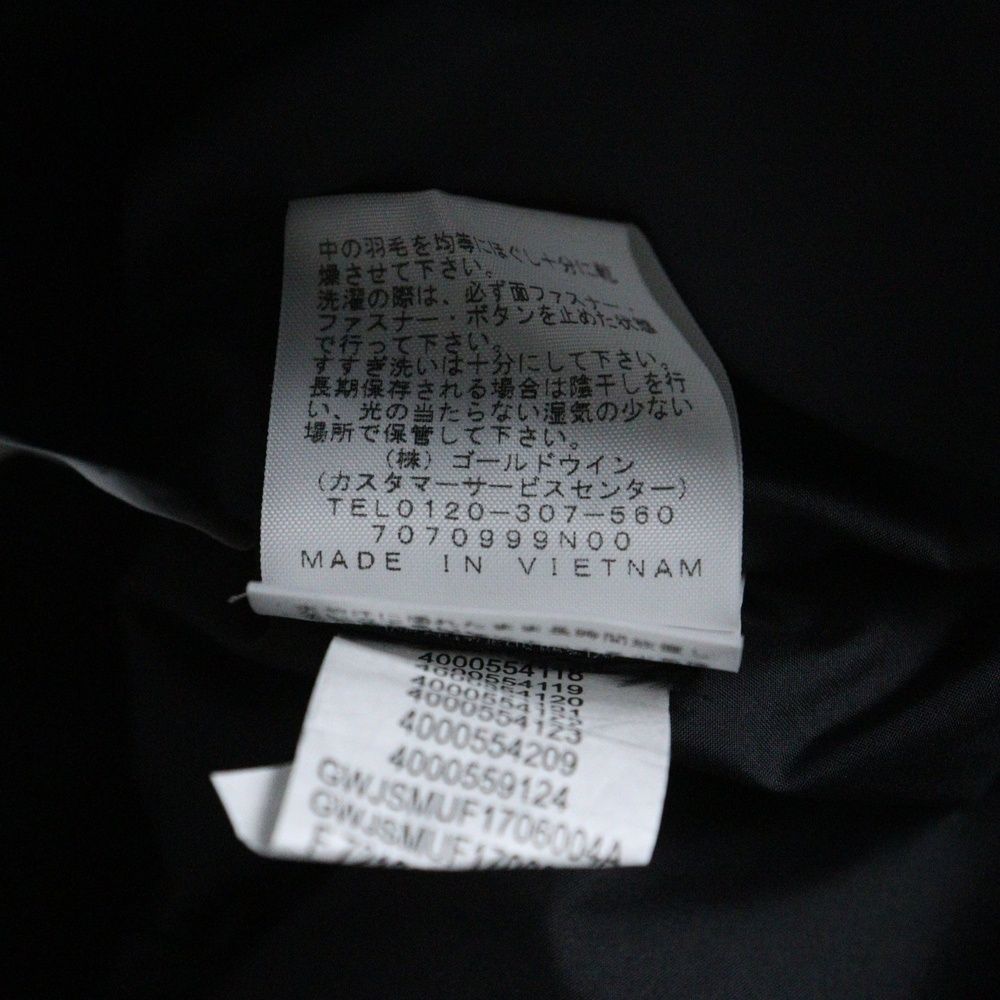 中の羽毛を均等にほぐし十分に乾
燥させて下さい。
洗濯の際は、必ず面ファスナー、
ファスナー・ボタンを止めた状態
で行って下さい。
すすぎ洗いは十分にして下さい。
長期保存される場合は陰干しを行
い、光の当たらない湿気の少ない
場所で保管して下さい。
(株) ゴールドウイン
(カスタマーサービスセンター)
TEL0120-307-560
7070999N00
MADE IN VIETNAM
4000554118
4000554119
4000554123
4000554209
4000559124
GWJSMUF1706004A